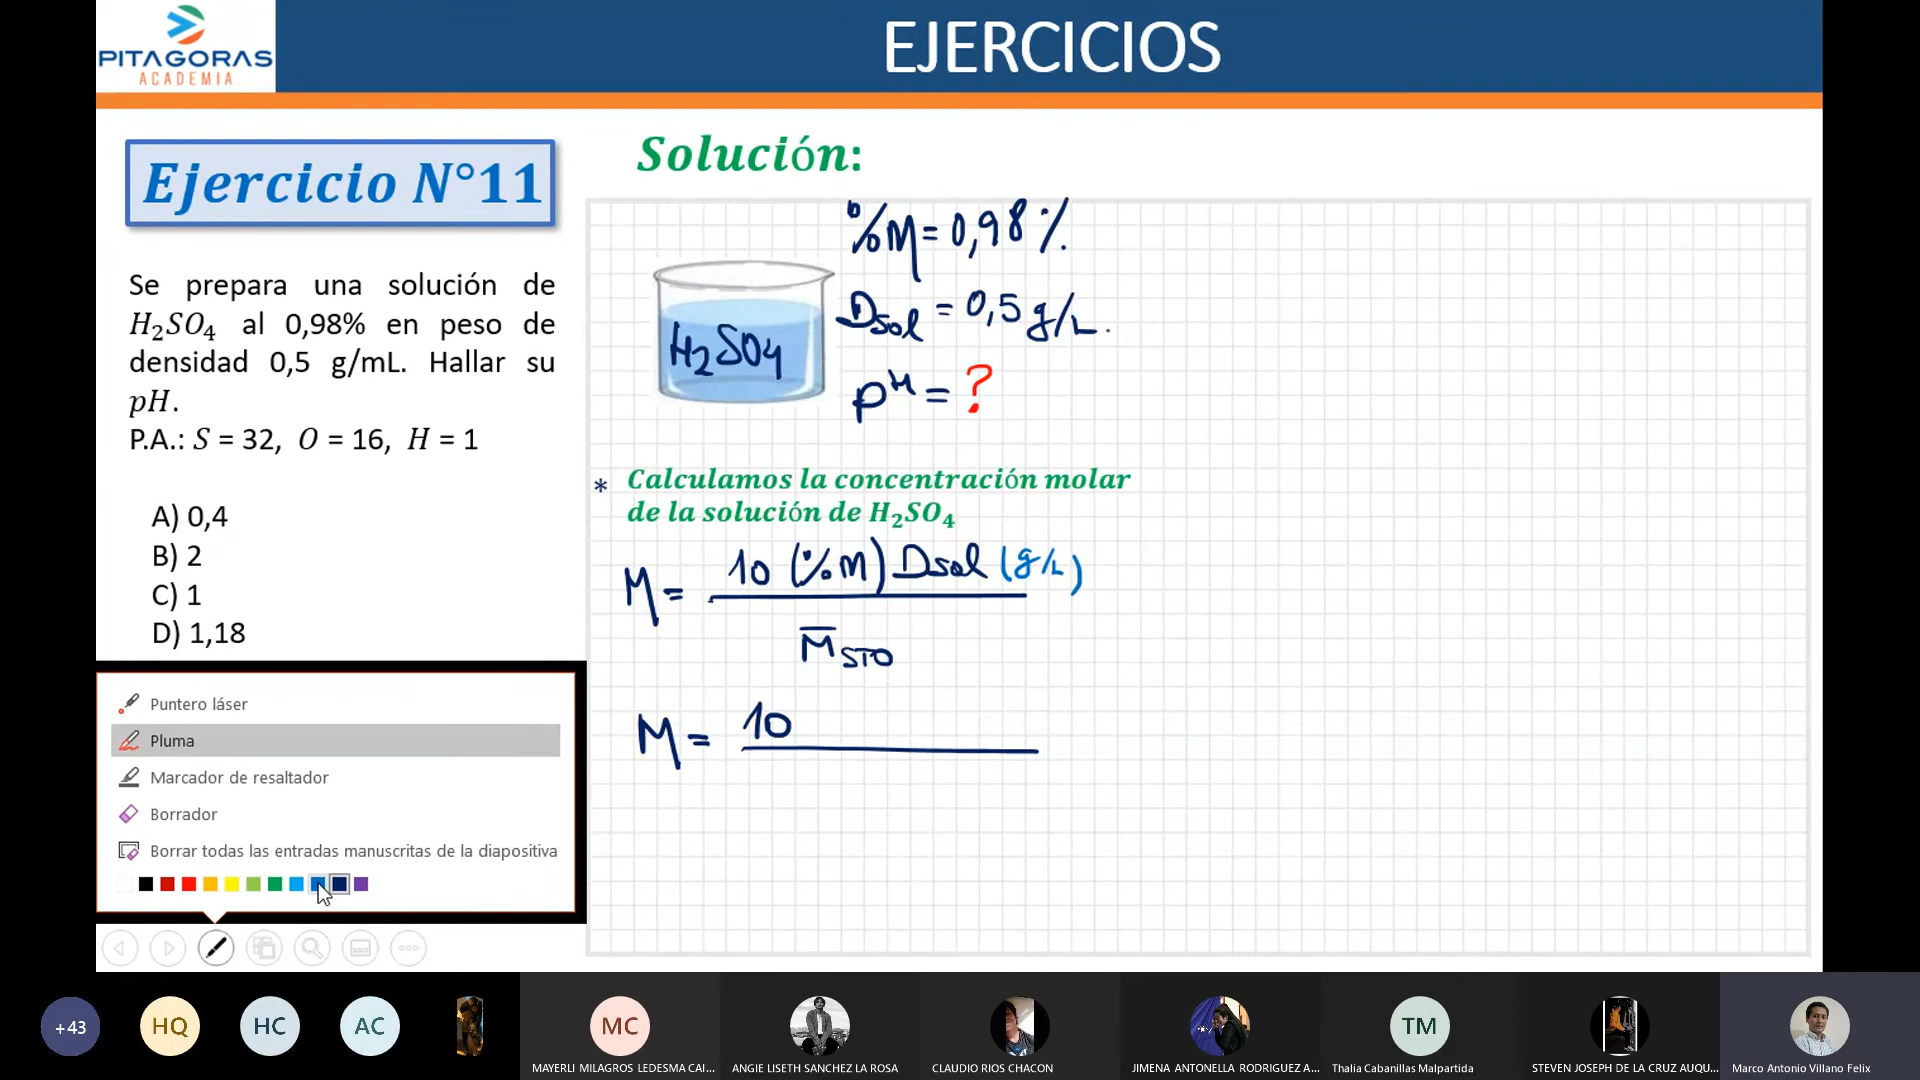 PITAGORAS
ACADEMIA
EJERCICIOS
Ejercicio N°11
Se prepara una solución de
H₂SO₄ al 0,98% en peso de
densidad 0,5 g/mL. Hallar su
pH.
P.A.: S = 32, O = 16, H = 1
A) 0,4
B) 2
C) 1
D) 1,18
Solución:
%M = 0,98%
H₂SO₄
Dsol = 0,5 g/L.
pH = ?
* Calculamos la concentración molar
de la solución de H₂SO₄
M = 10 (%M) Dsol (g/L)
M̅ STO
M = 10
Puntero láser
Pluma
Marcador de resaltador
Borrador
Borrar todas las entradas manuscritas de la diapositiva
+43
HQ
HC
AC
MC
TM
MAYERLI MILAGROS LEDESMA CAI...
ANGIE LISETH SANCHEZ LA ROSA
CLAUDIO RIOS CHACON
JIMENA ANTONELLA RODRIGUEZ A...
Thalia Cabanillas Malpartida
STEVEN JOSEPH DE LA CRUZ AUQU...
Marco Antonio Villano Felix